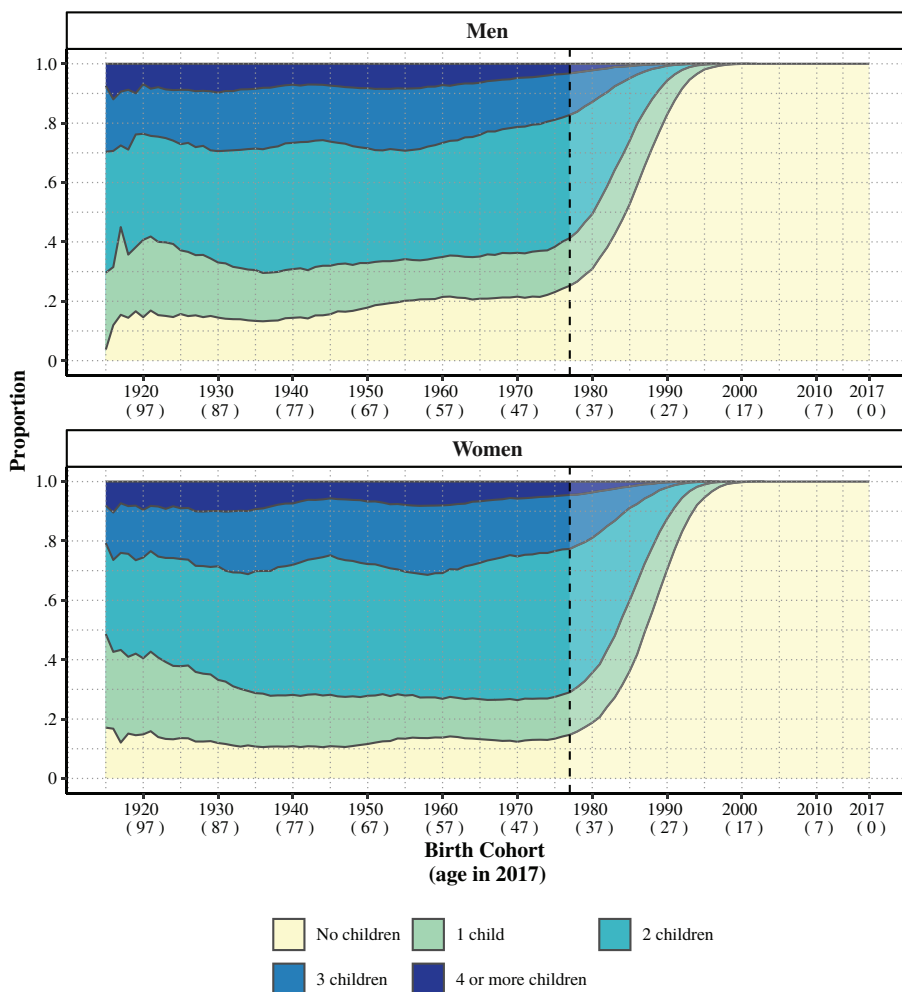 Men
1.0
.8
.6
.4
.2
0
1920 1930 1940 1950 1960 1970 1980 1990 2000 2010 2017
( 97 ) ( 87 ) ( 77 ) ( 67 ) ( 57 ) ( 47 ) ( 37 ) ( 27 ) ( 17 ) ( 7 ) ( 0 )
Proportion
Women
1.0
.8
.6
.4
.2
0
1920 1930 1940 1950 1960 1970 1980 1990 2000 2010 2017
( 97 ) ( 87 ) ( 77 ) ( 67 ) ( 57 ) ( 47 ) ( 37 ) ( 27 ) ( 17 ) ( 7 ) ( 0 )
Birth Cohort
(age in 2017)
No children 1 child 2 children
3 children 4 or more children